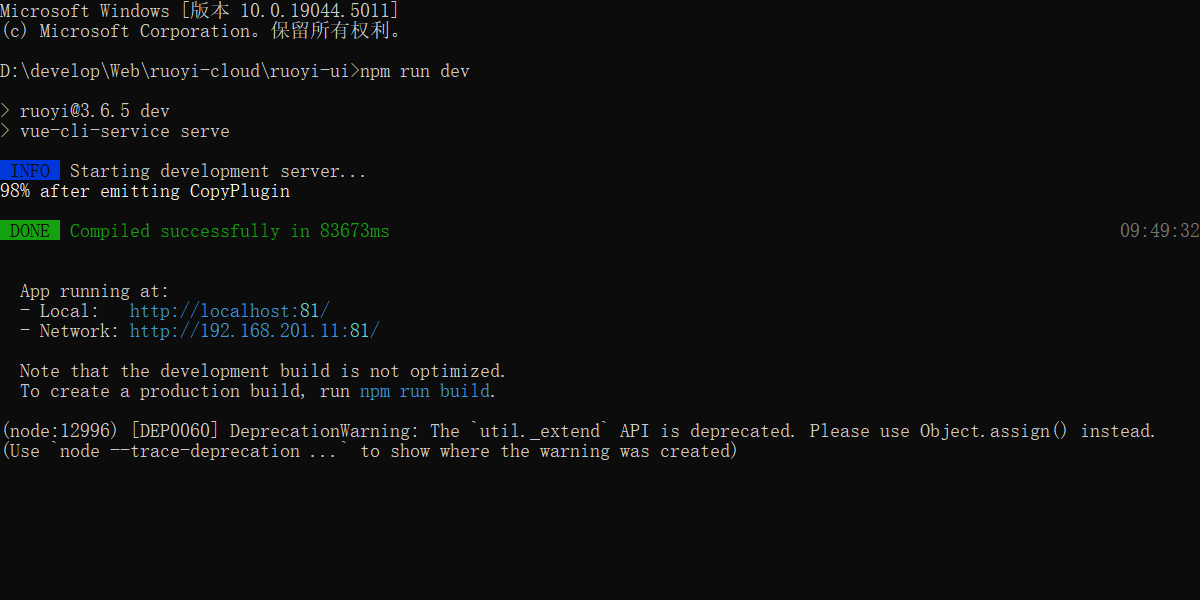 Microsoft Windows [版本 10.0.19044.5011]
(c) Microsoft Corporation。保留所有权利。
D:\develop\Web\ruoyi-cloud\ruoyi-ui>npm run dev
> ruoyi@3.6.5 dev
> vue-cli-service serve
INFO Starting development server...
98% after emitting CopyPlugin
DONE Compiled successfully in 83673ms 09:49:32
App running at:
- Local: http://localhost:81/
- Network: http://192.168.201.11:81/
Note that the development build is not optimized.
To create a production build, run npm run build.
(node:12996) [DEP0060] DeprecationWarning: The `util._extend` API is deprecated. Please use Object.assign() instead.
(Use `node --trace-deprecation ...` to show where the warning was created)